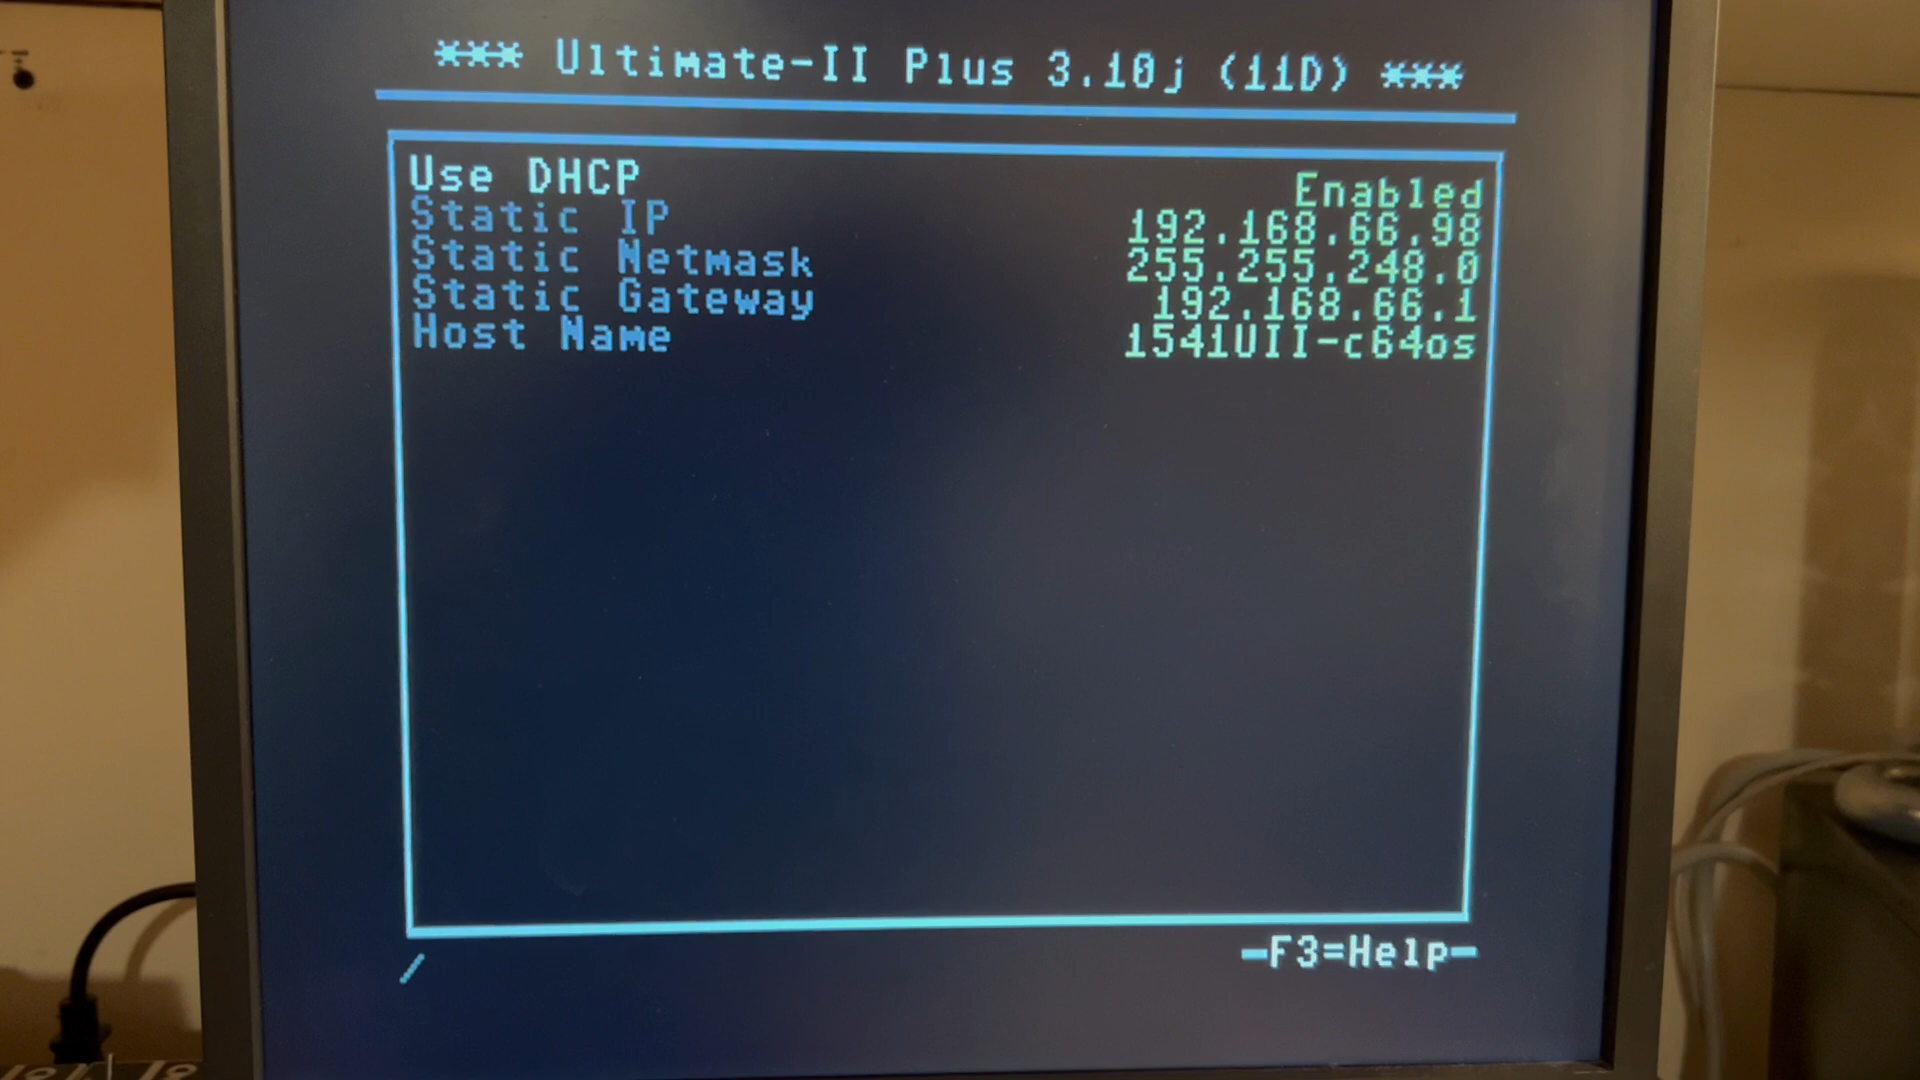 *** Ultimate-II Plus 3.10j (11D) ***
Use DHCP Enabled
Static IP 192.168.66.98
Static Netmask 255.255.248.0
Static Gateway 192.168.66.1
Host Name 1541UII-c64os
/
-F3=Help-